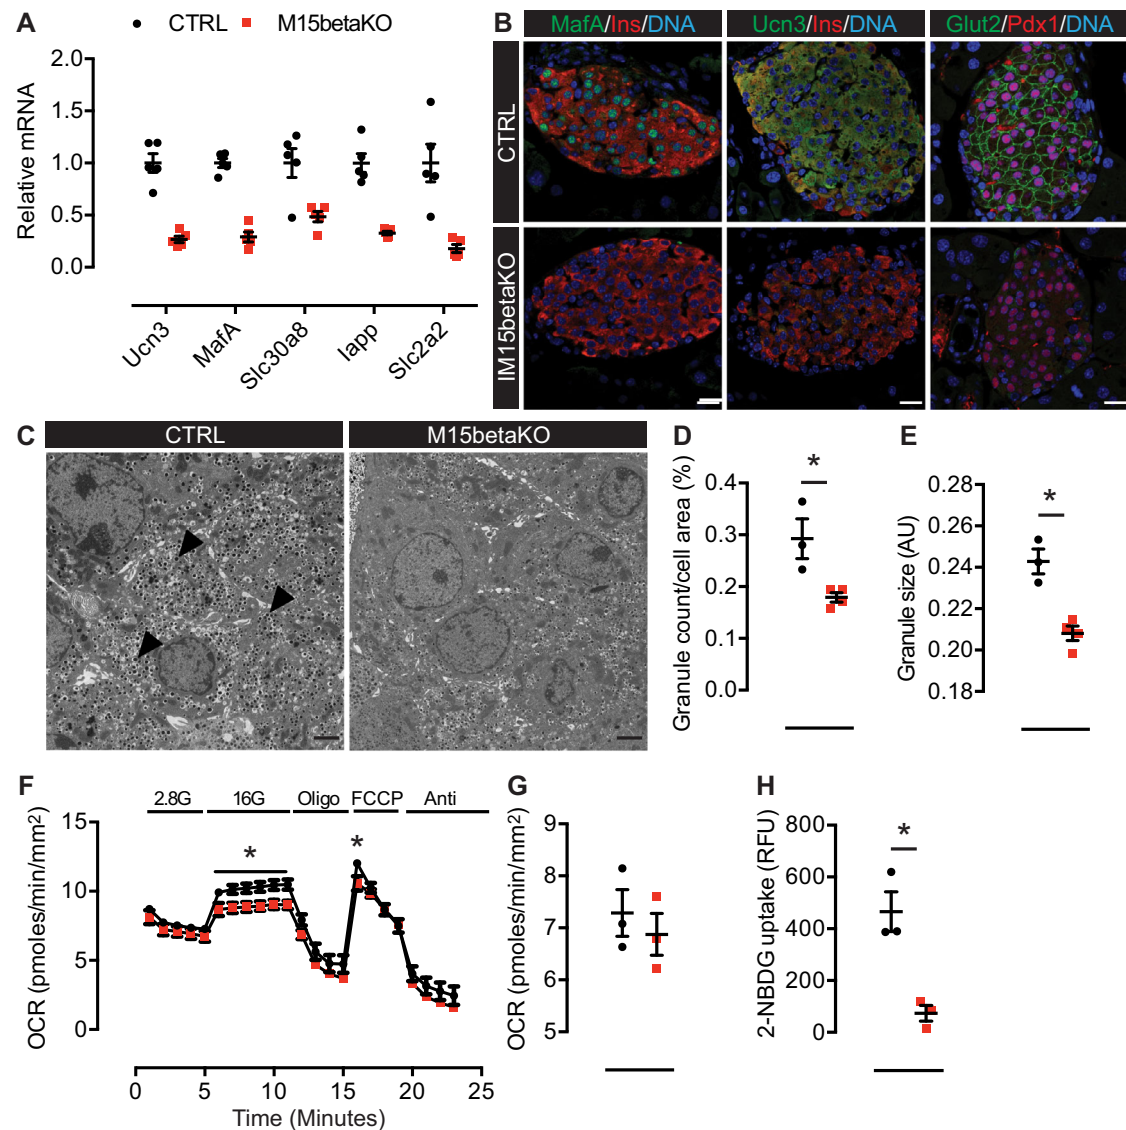 A
CTRL
M15betaKO
Relative mRNA
2.0
1.5
1.0
0.5
0.0
Ucn3
MafA
Slc30a8
Iapp
Slc2a2
B
MafA/Ins/DNA
Ucn3/Ins/DNA
Glut2/Pdx1/DNA
CTRL
IM15betaKO
C
CTRL
M15betaKO
D
Granule count/cell area (%)
0.4
0.3
0.2
0.1
0.0
*
E
Granule size (AU)
0.28
0.26
0.24
0.22
0.20
0.18
*
F
2.8G
16G
Oligo
FCCP
Anti
OCR (pmoles/min/mm²)
15
10
5
0
*
*
0
5
10
15
20
25
Time (Minutes)
G
OCR (pmoles/min/mm²)
9
8
7
6
5
H
2-NBDG uptake (RFU)
800
600
400
200
0
*